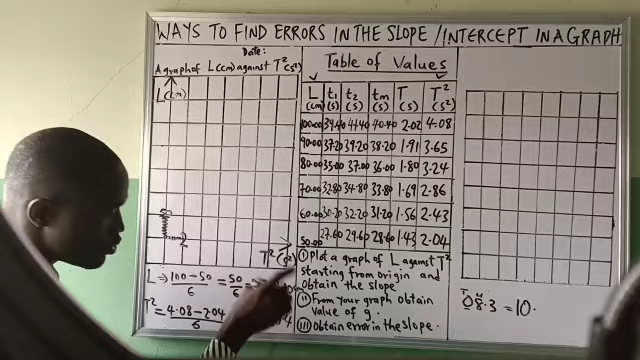 WAYS TO FIND ERRORS IN THE SLOPE / INTERCEPT IN A GRAPH
Date:
A graph of L(cm) against T²(s²)
L(cm)
T²(s²)
L → 100-50 / 6 = 50 / 6
T² = 4.08-2.04 / 6
Table of Values
L (cm) t₁ (s) t₂ (s) tm (s) T (s) T² (s²)
100.00 39.40 41.40 40.40 2.02 4.08
90.00 37.20 39.20 38.20 1.91 3.65
80.00 35.00 37.00 36.00 1.80 3.24
70.00 32.80 34.80 33.80 1.69 2.86
60.00 30.20 32.20 31.20 1.56 2.43
50.00 27.60 29.60 28.60 1.43 2.04
(i) Plot a graph of L against T²
starting from origin and
obtain the slope
(ii) From your graph obtain
value of g.
(iii) Obtain error in the slope.
08.3 = 10.